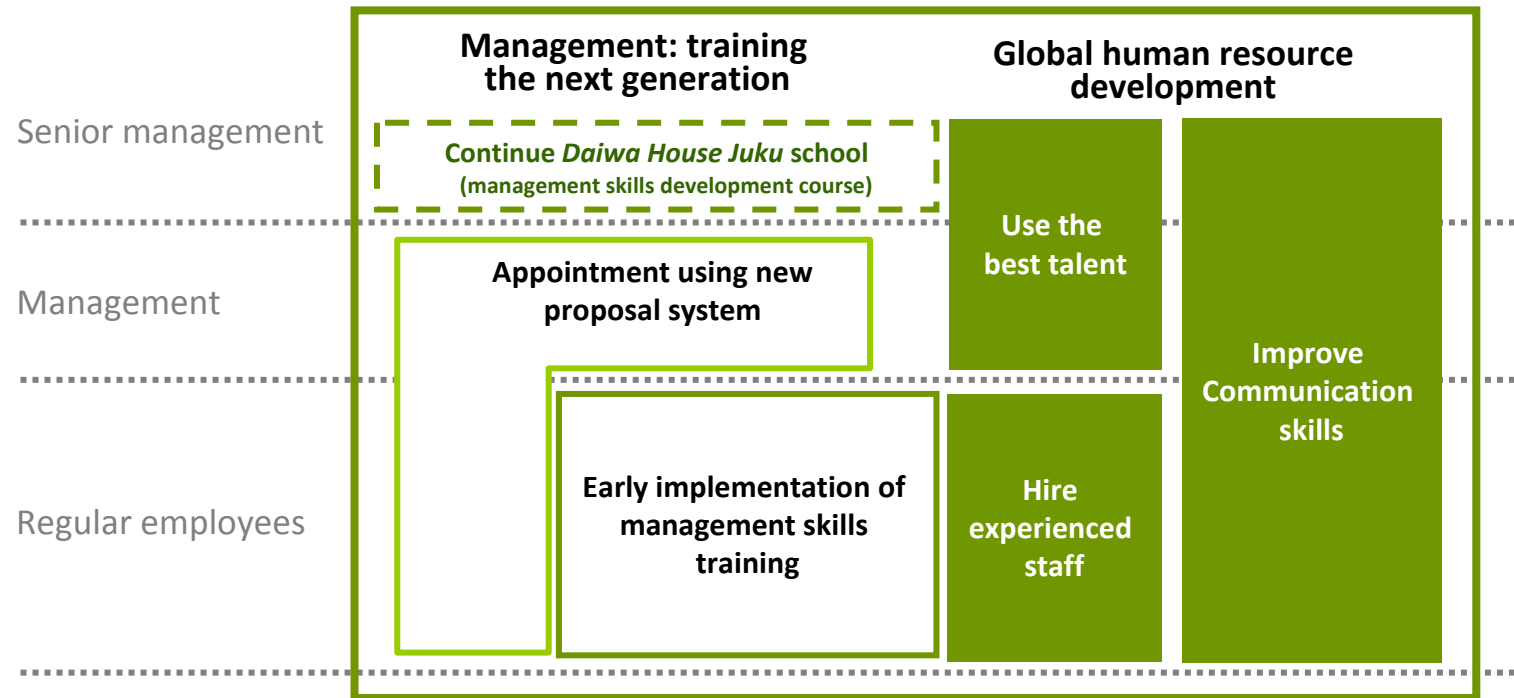 Management: training
the next generation
Global human resource
development
Senior management
Continue Daiwa House Juku school
(management skills development course)
Use the
best talent
Management
Appointment using new
proposal system
Improve
Communication
skills
Regular employees
Early implementation of
management skills
training
Hire
experienced
staff